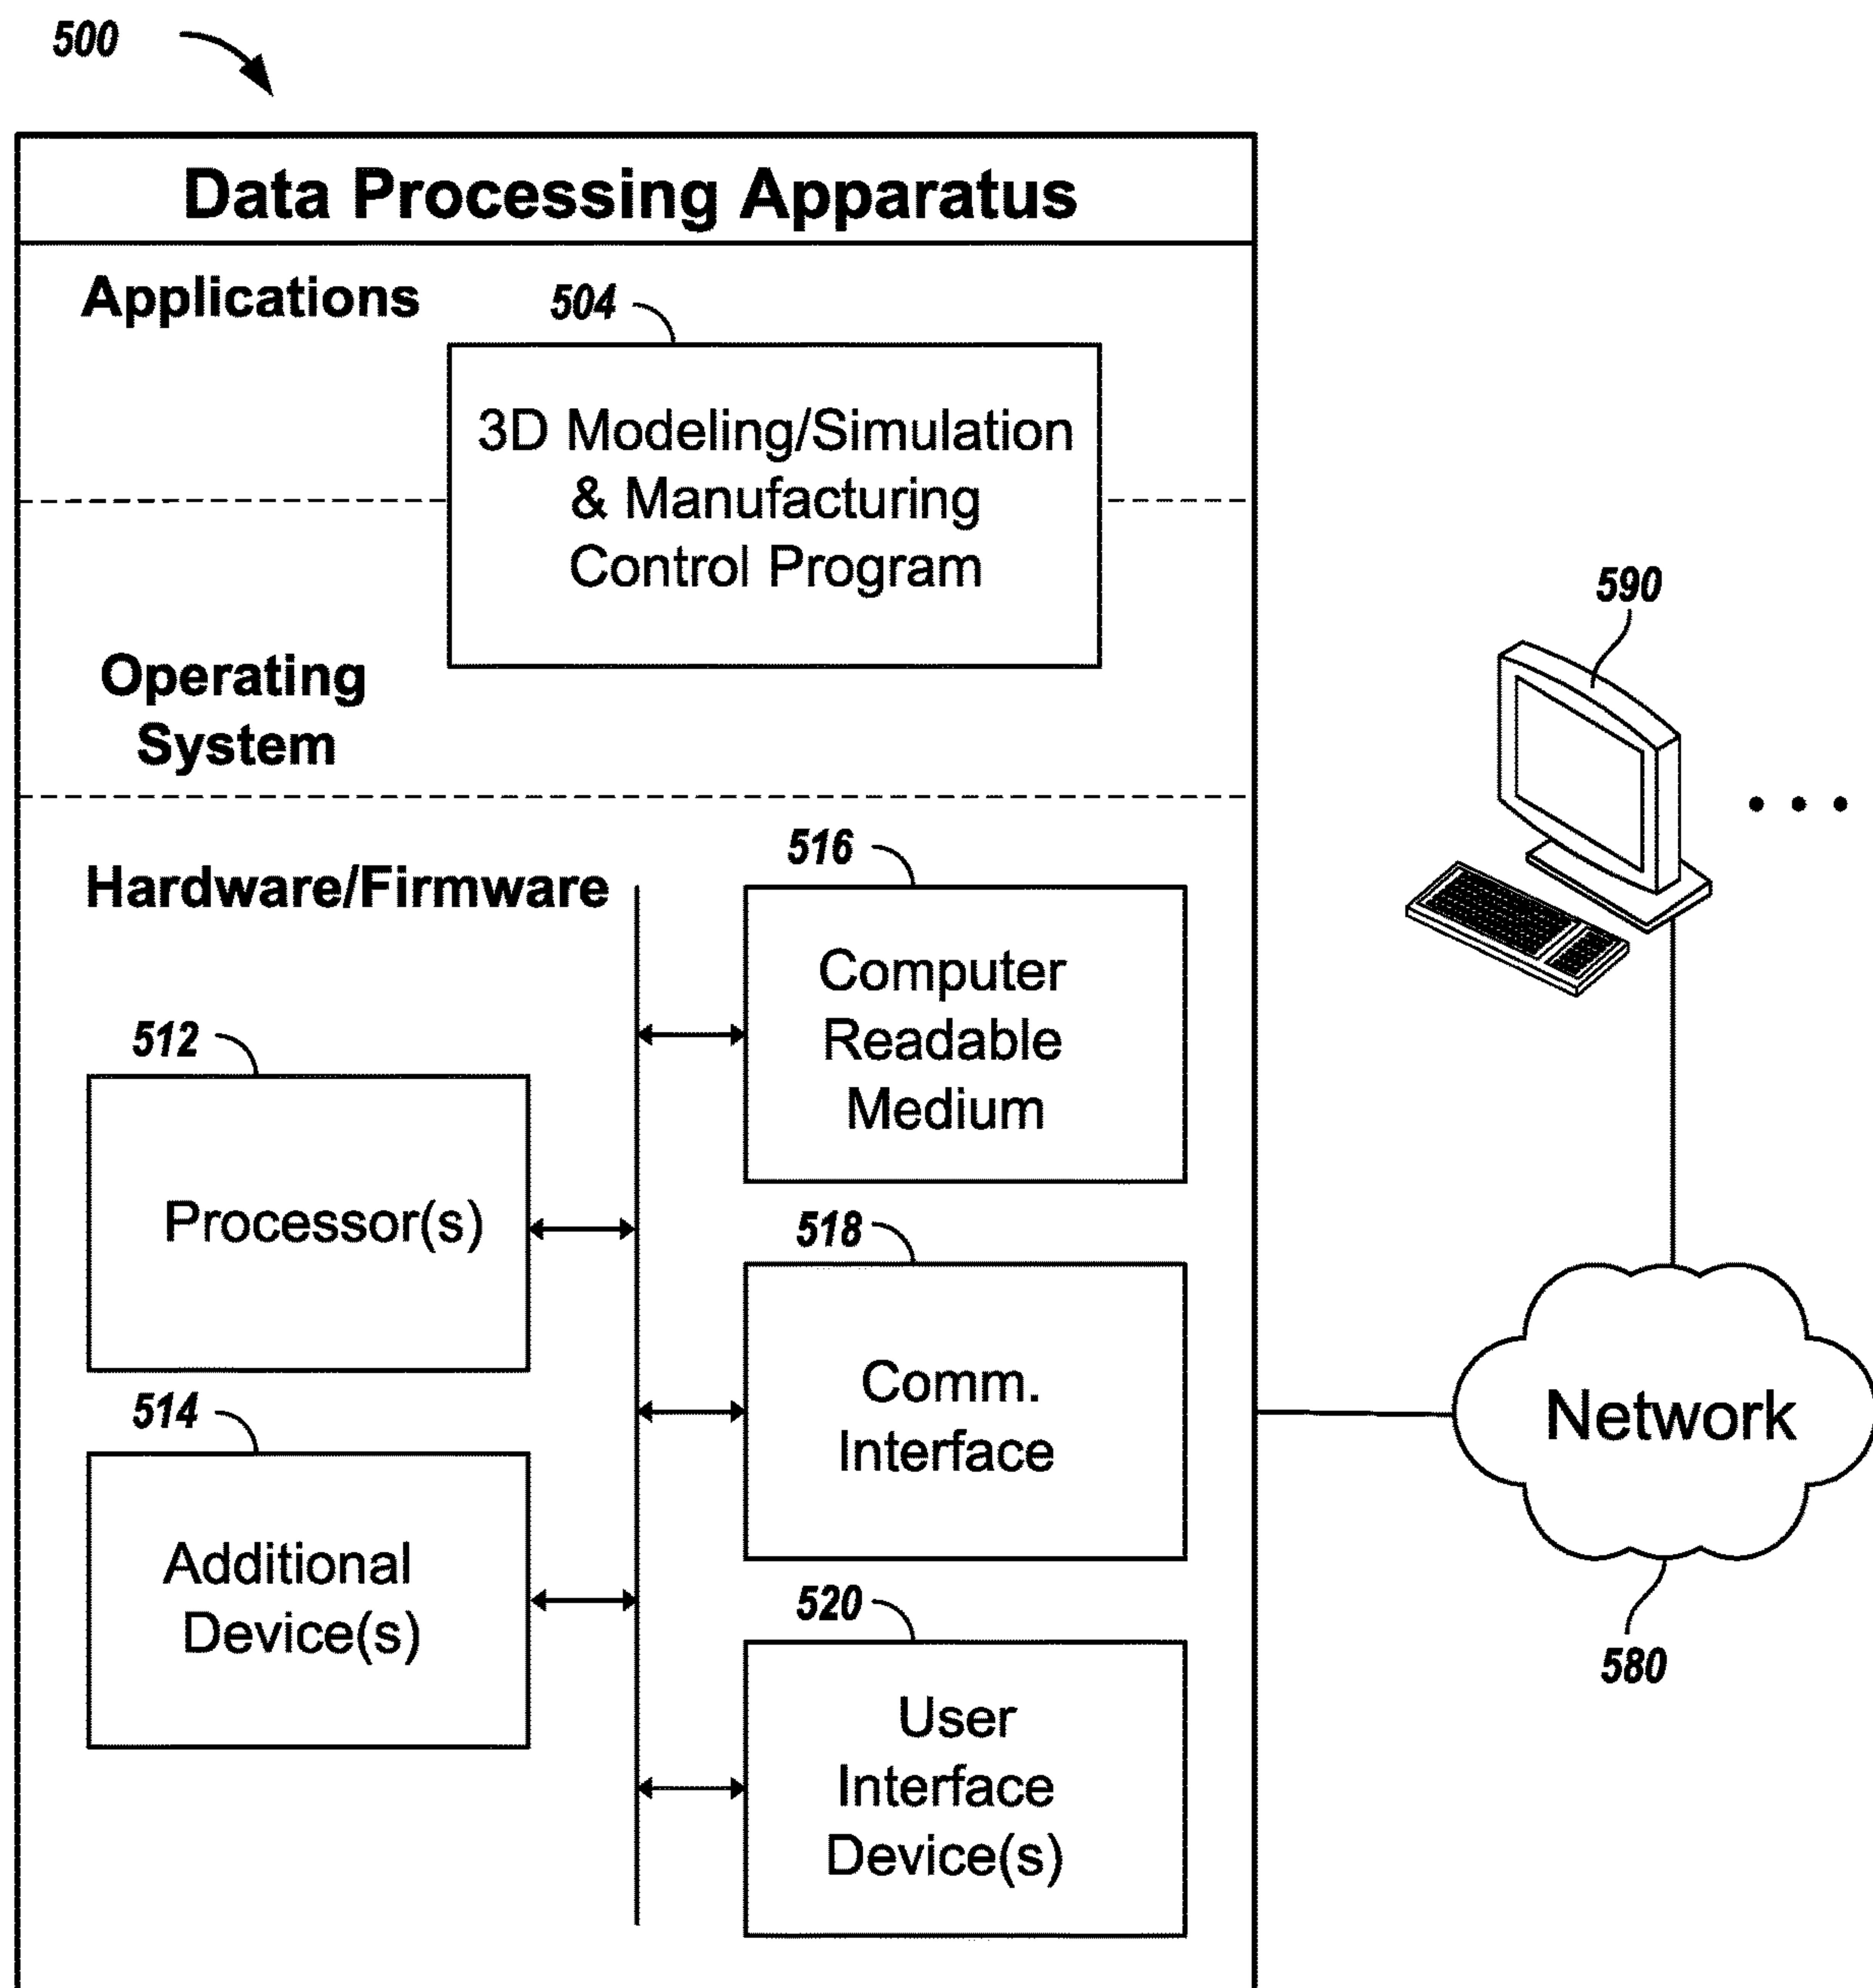 500
Data Processing Apparatus
Applications
504
3D Modeling/Simulation
& Manufacturing
Control Program
Operating
System
590
Hardware/Firmware
516
Computer
Readable
Medium
512
Processor(s)
518
Comm.
Interface
Network
580
514
Additional
Device(s)
520
User
Interface
Device(s)